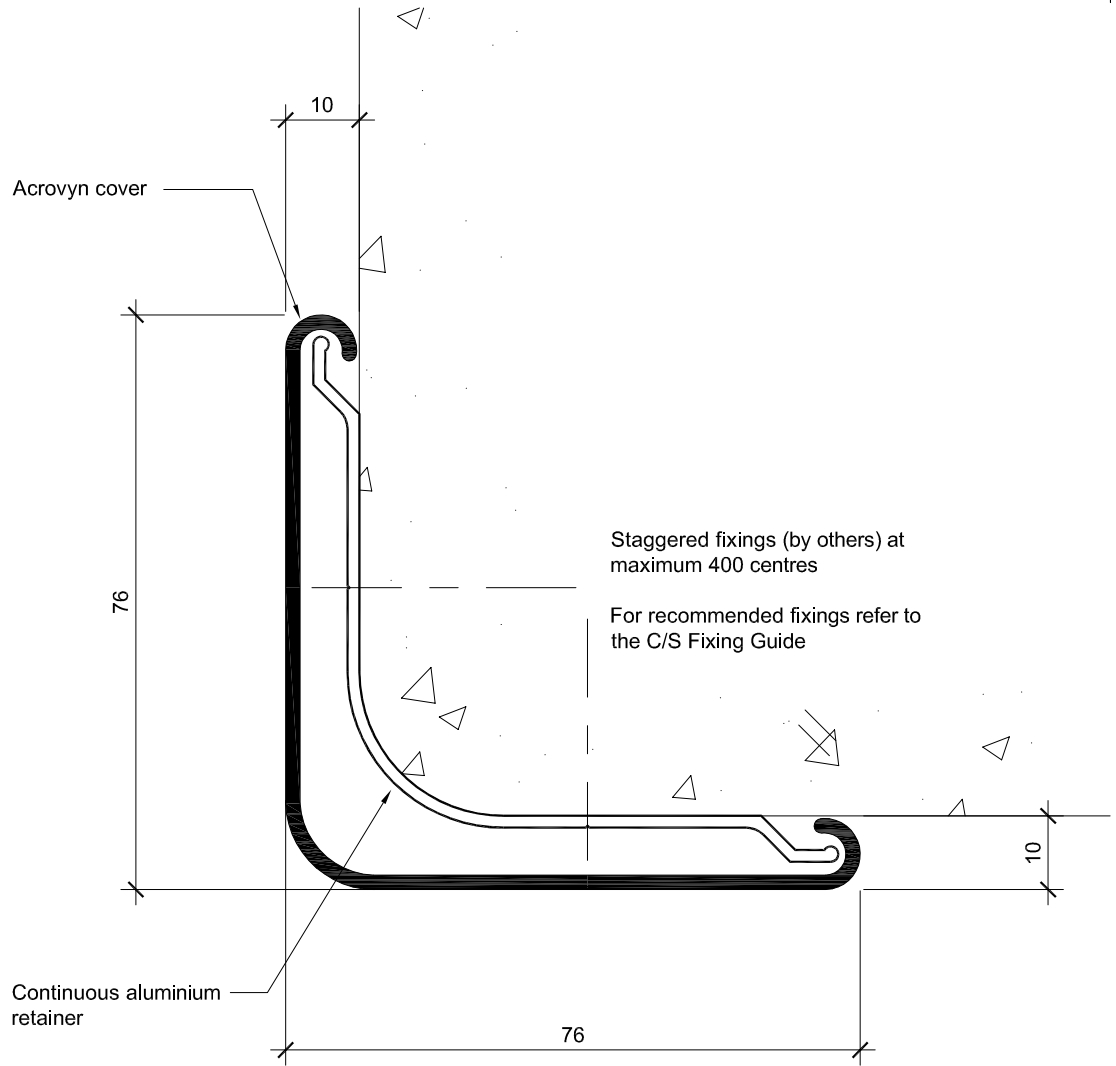 10
Acrovyn cover
76
Staggered fixings (by others) at
maximum 400 centres
For recommended fixings refer to
the C/S Fixing Guide
10
Continuous aluminium
retainer
76